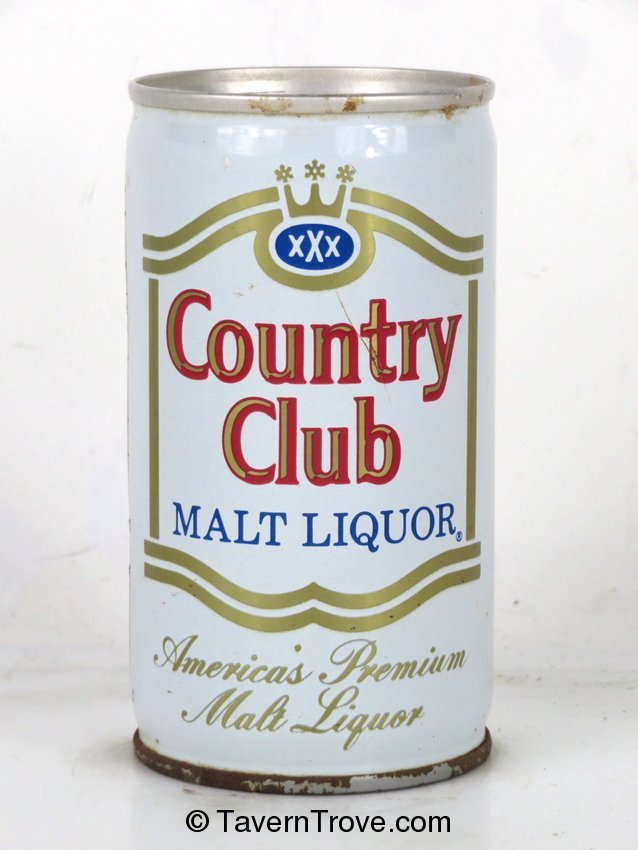 xXx
Country
Club
MALT LIQUOR®
America's Premium
Malt Liquor
© TavernTrove.com